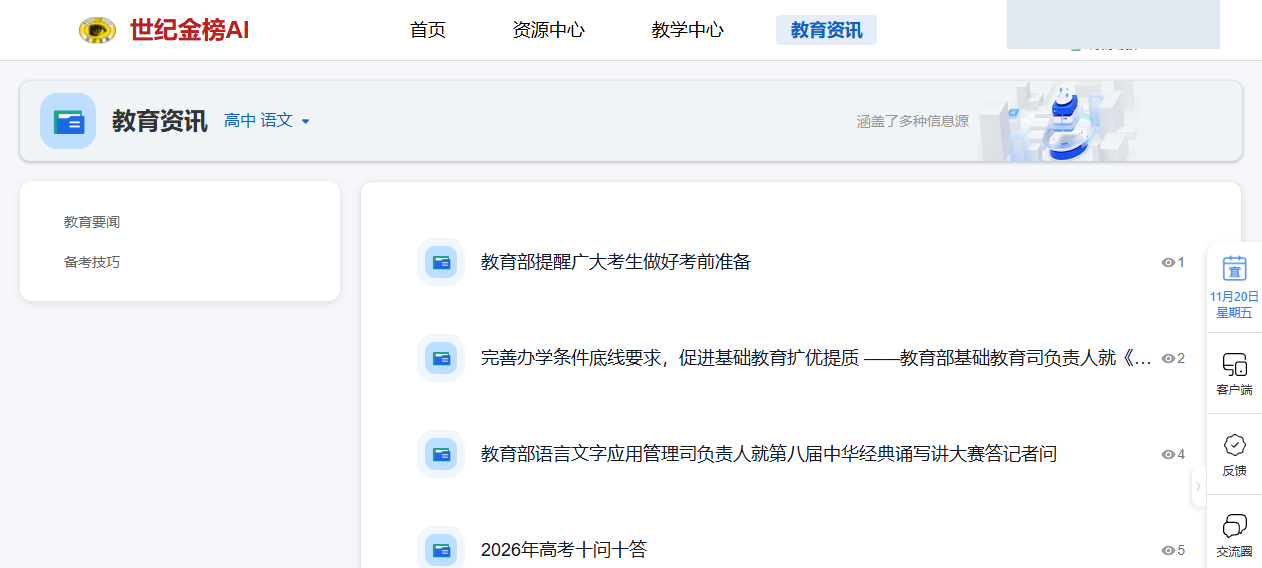 世纪金榜AI
首页
资源中心
教学中心
教育资讯
教育资讯
高中 语文
涵盖了多种信息源
教育要闻
备考技巧
教育部提醒广大考生做好考前准备
1
完善办学条件底线要求，促进基础教育扩优提质 ——教育部基础教育司负责人就《…
2
教育部语言文字应用管理司负责人就第八届中华经典诵写讲大赛答记者问
4
2026年高考十问十答
5
宜
11月20日
星期五
客户端
反馈
交流圈